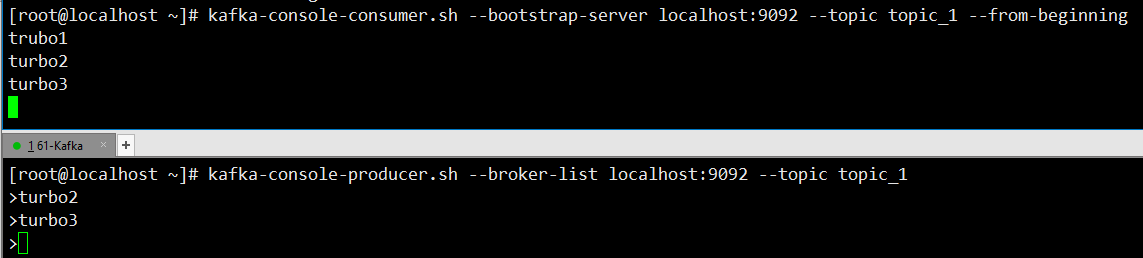 [root@localhost ~]# kafka-console-consumer.sh --bootstrap-server localhost:9092 --topic topic_1 --from-beginning
trubo1
turbo2
turbo3
1 61-Kafka × +
[root@localhost ~]# kafka-console-producer.sh --broker-list localhost:9092 --topic topic_1
>turbo2
>turbo3
>